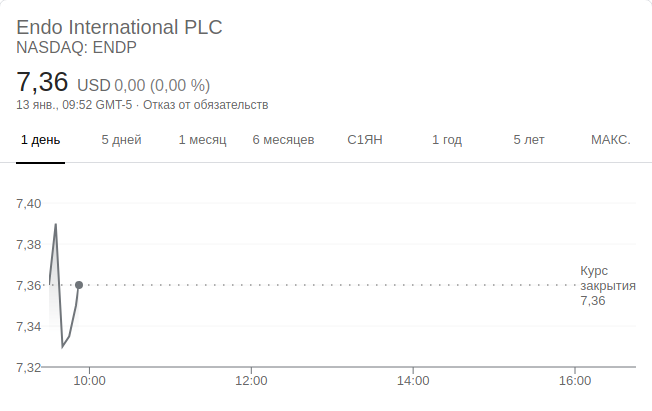 Endo International PLC
NASDAQ: ENDP
7,36 USD 0,00 (0,00 %)
13 янв., 09:52 GMT-5 · Отказ от обязательств
1 день 5 дней 1 месяц 6 месяцев С1ЯН 1 год 5 лет МАКС.
7,40
7,38
7,36
7,34
7,32
Курс
закрытия
7,36
10:00 12:00 14:00 16:00